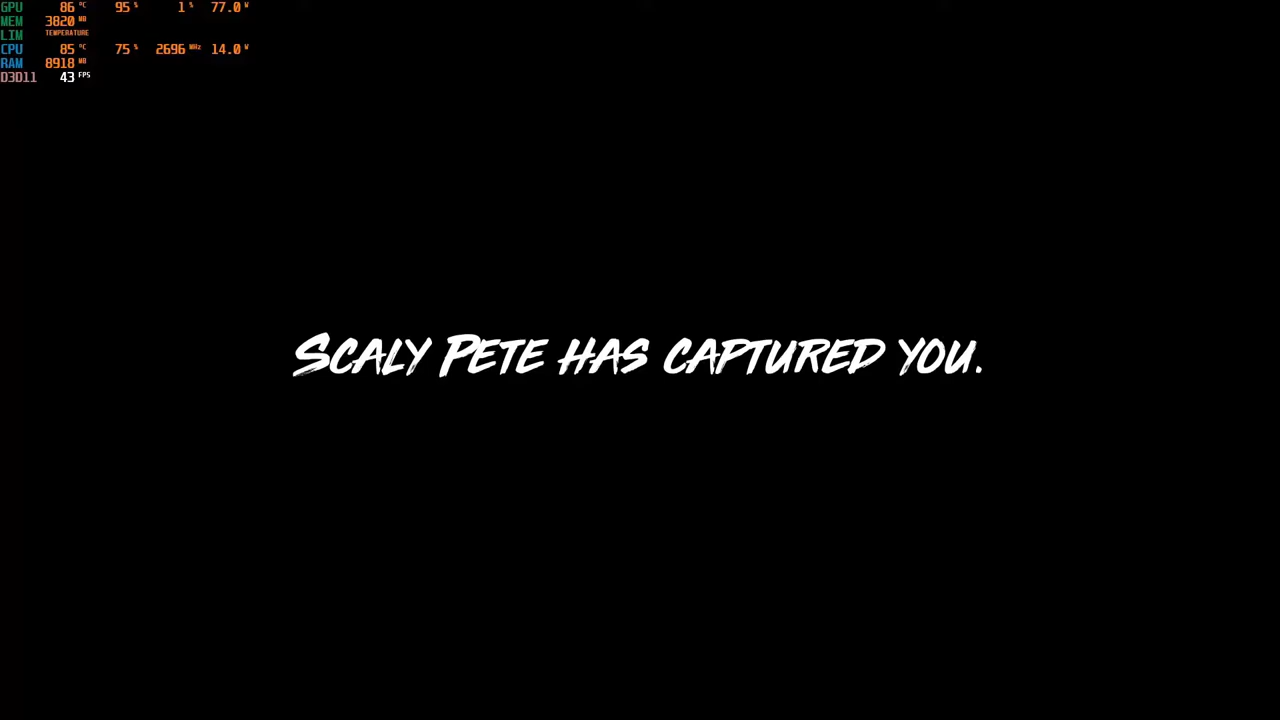 GPU 86 °C 95 % 1 % 77.0 W
MEM 3820 MB
LIM TEMPERATURE
CPU 85 °C 75 % 2696 MHz 14.0 W
RAM 8918 MB
D3D11 43 FPS
SCALY PETE HAS CAPTURED YOU.